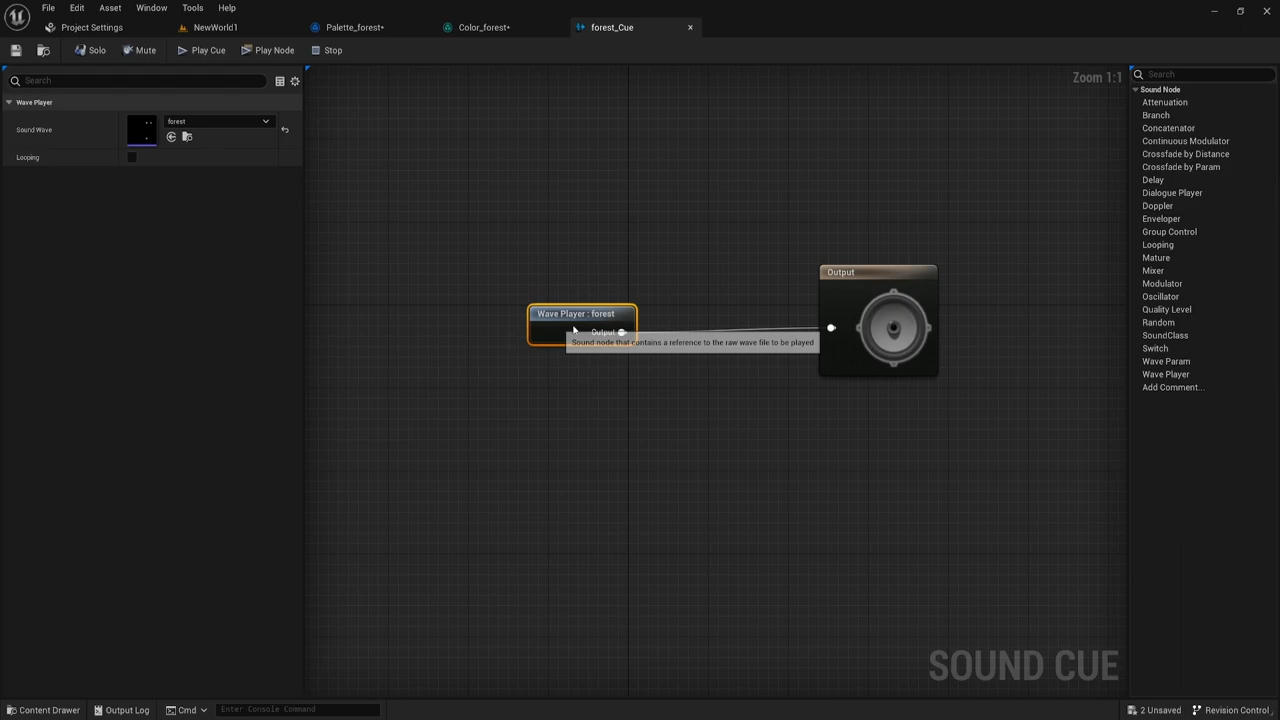 File Edit Asset Window Tools Help
Project Settings NewWorld1 Palette_forest* Color_forest* forest_Cue
Solo Mute Play Cue Play Node Stop
Search
Wave Player
Sound Wave forest
Looping
Zoom 1:1
Wave Player : forest
Output
Sound node that contains a reference to the raw wave file to be played
Output
SOUND CUE
Search
Sound Node
Attenuation
Branch
Concatenator
Continuous Modulator
Crossfade by Distance
Crossfade by Param
Delay
Dialogue Player
Doppler
Enveloper
Group Control
Looping
Mature
Mixer
Modulator
Oscillator
Quality Level
Random
SoundClass
Switch
Wave Param
Wave Player
Add Comment...
Content Drawer Output Log Cmd Enter Console Command 2 Unsaved Revision Control